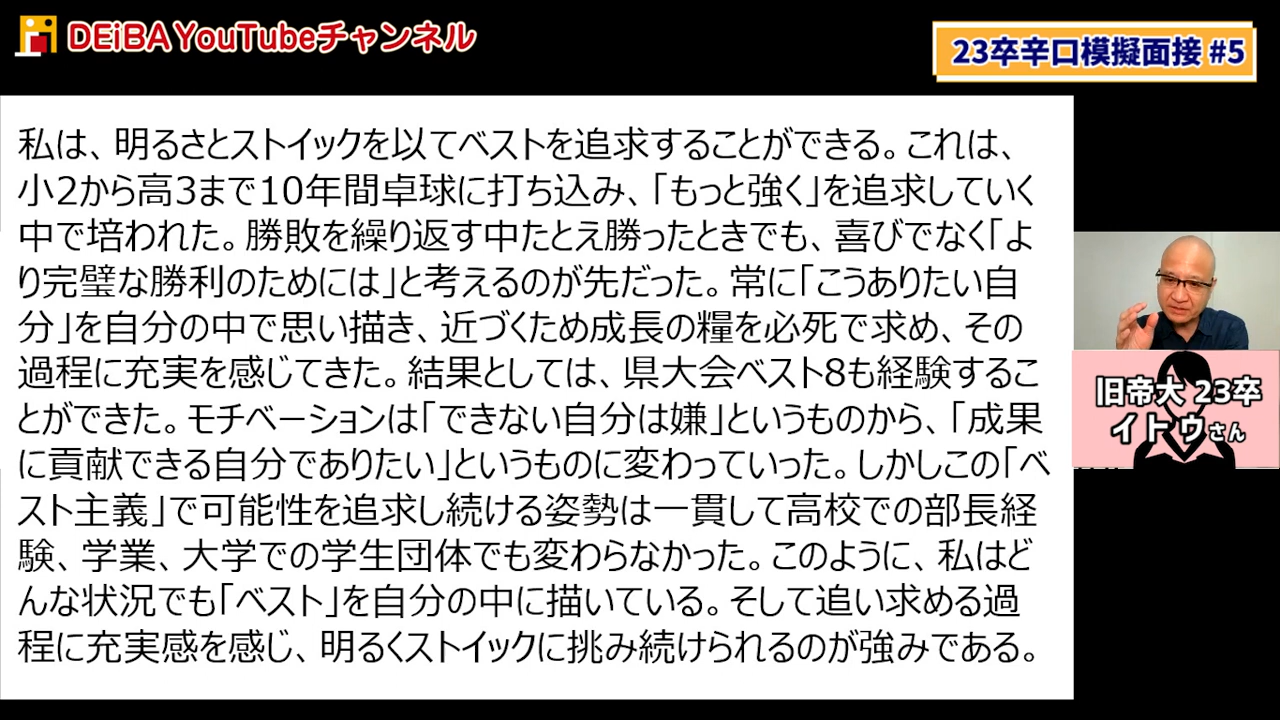 DEiBA YouTubeチャンネル
23卒辛口模擬面接 #5
私は、明るさとストイックを以てベストを追求することができる。これは、
小2から高3まで10年間卓球に打ち込み、「もっと強く」を追求していく
中で培われた。勝敗を繰り返す中たとえ勝ったときでも、喜びでなく「よ
り完璧な勝利のためには」と考えるのが先だった。常に「こうありたい自
分」を自分の中で思い描き、近づくため成長の糧を必死で求め、その
過程に充実を感じてきた。結果としては、県大会ベスト8も経験するこ
とができた。モチベーションは「できない自分は嫌」というものから、「成果
に貢献できる自分でありたい」というものに変わっていった。しかしこの「ベ
スト主義」で可能性を追求し続ける姿勢は一貫して高校での部長経
験、学業、大学での学生団体でも変わらなかった。このように、私はど
んな状況でも「ベスト」を自分の中に描いている。そして追い求める過
程に充実感を感じ、明るくストイックに挑み続けられるのが強みである。
旧帝大 23卒
イトウさん